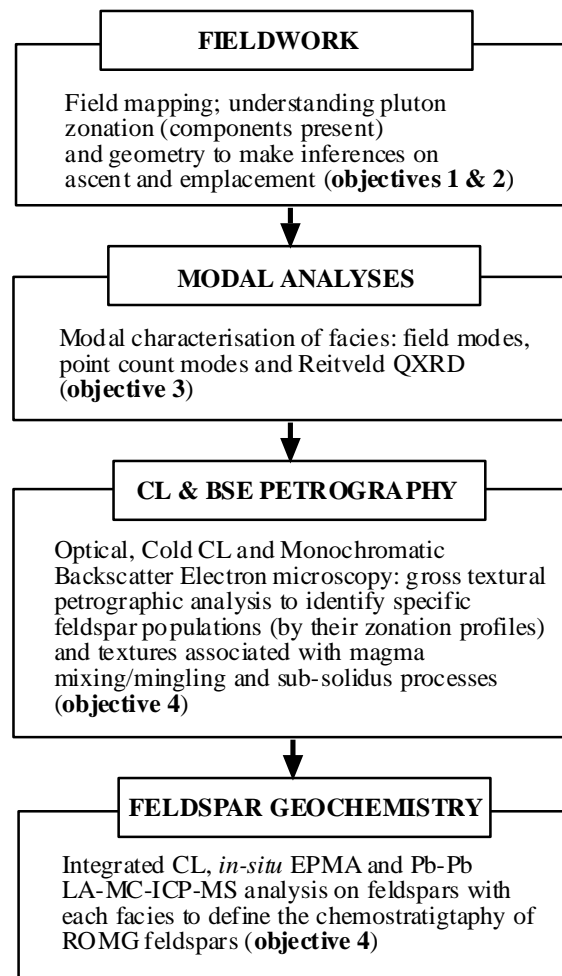 FIELDWORK
Field mapping; understanding pluton
zonation (components present)
and geometry to make inferences on
ascent and emplacement (objectives 1 & 2)
MODAL ANALYSES
Modal characterisation of facies: field modes,
point count modes and Reitveld QXRD
(objective 3)
CL & BSE PETROGRAPHY
Optical, Cold CL and Monochromatic
Backscatter Electron microscopy: gross textural
petrographic analysis to identify specific
feldspar populations (by their zonation profiles)
and textures associated with magma
mixing/mingling and sub-solidus processes
(objective 4)
FELDSPAR GEOCHEMISTRY
Integrated CL, in-situ EPMA and Pb-Pb
LA-MC-ICP-MS analysis on feldspars with
each facies to define the chemostratigtaphy of
ROMG feldspars (objective 4)